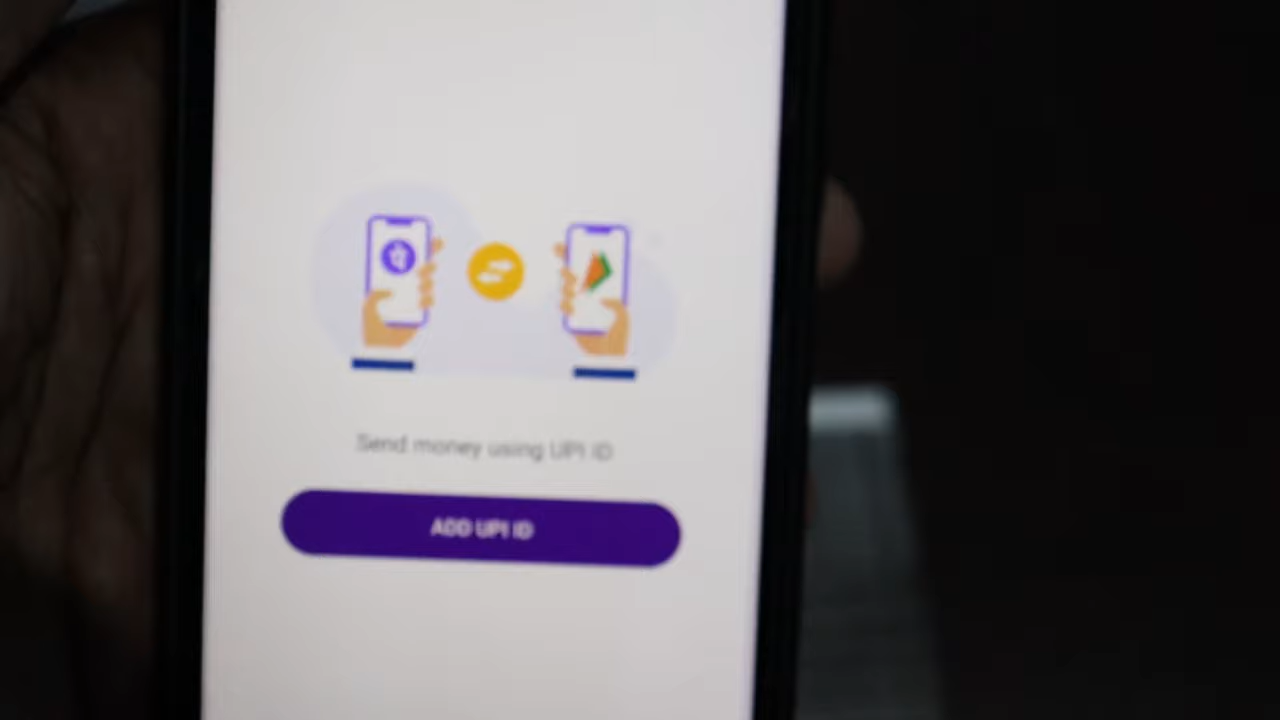 पे
Send money using UPI ID
ADD UPI ID